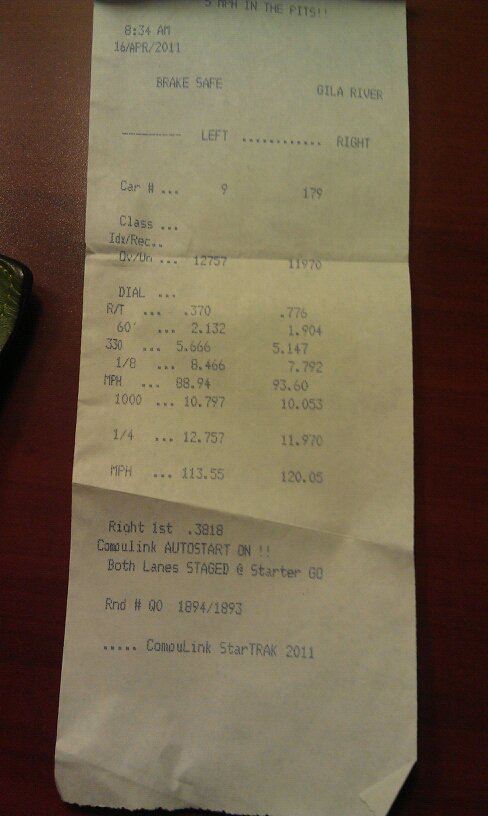 5 MPH IN THE PITS!!
8:34 AM
16/APR/2011
BRAKE SAFE GILA RIVER
---------- LEFT ............ RIGHT
Car # ... 9 179
Class ...
Idx/Rec..
Ov/Un ... 12757 11970
DIAL ...
R/T ... .370 .776
60' ... 2.132 1.904
330 ... 5.666 5.147
1/8 ... 8.466 7.792
MPH ... 88.94 93.60
1000 ... 10.797 10.053
1/4 ... 12.757 11.970
MPH ... 113.55 120.05
Right 1st .3818
Compulink AUTOSTART ON !!
Both Lanes STAGED @ Starter GO
Rnd # Q0 1894/1893
..... CompuLink StarTRAK 2011